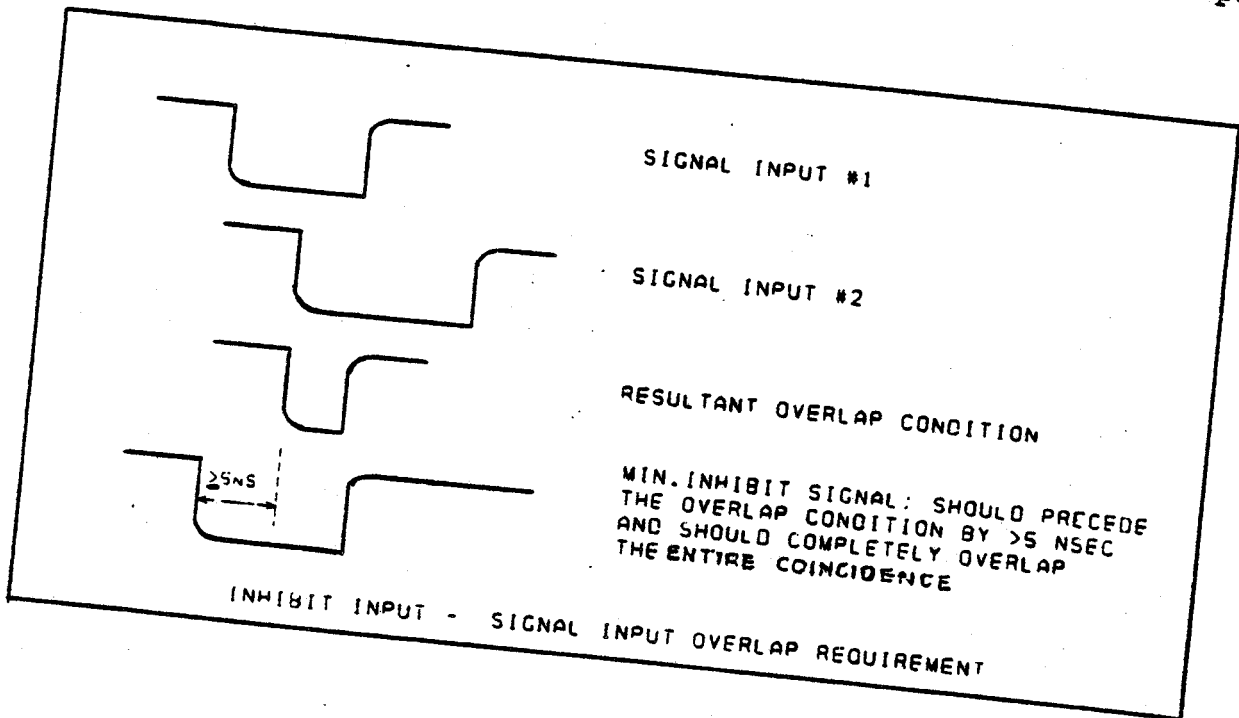 SIGNAL INPUT #1
SIGNAL INPUT #2
RESULTANT OVERLAP CONDITION
≥5NS
MIN. INHIBIT SIGNAL: SHOULD PRECEDE
THE OVERLAP CONDITION BY >5 NSEC
AND SHOULD COMPLETELY OVERLAP
THE ENTIRE COINCIDENCE
INHIBIT INPUT - SIGNAL INPUT OVERLAP REQUIREMENT